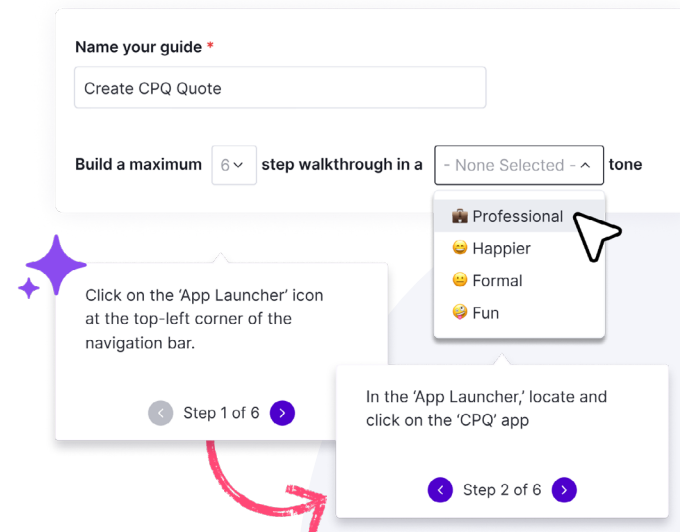 Name your guide *
Create CPQ Quote
Build a maximum 6 step walkthrough in a - None Selected - tone
💼 Professional
😄 Happier
😐 Formal
🤪 Fun
Click on the ‘App Launcher’ icon
at the top-left corner of the
navigation bar.
Step 1 of 6
In the ‘App Launcher,’ locate and
click on the ‘CPQ’ app
Step 2 of 6